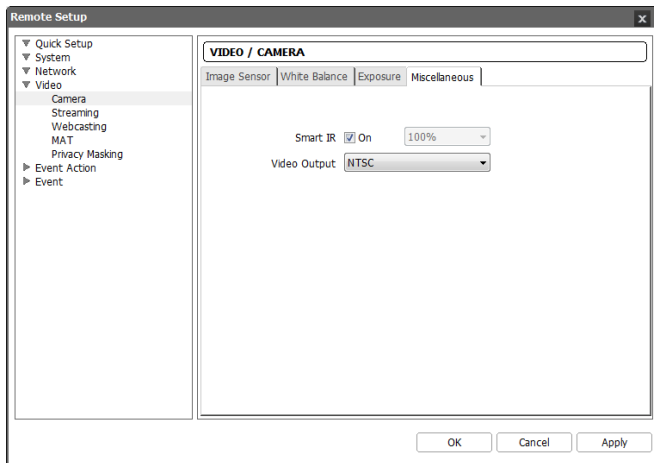 Remote Setup
x
Quick Setup
System
Network
Video
Camera
Streaming
Webcasting
MAT
Privacy Masking
Event Action
Event
VIDEO / CAMERA
Image Sensor White Balance Exposure Miscellaneous
Smart IR On 100%
Video Output NTSC
OK Cancel Apply